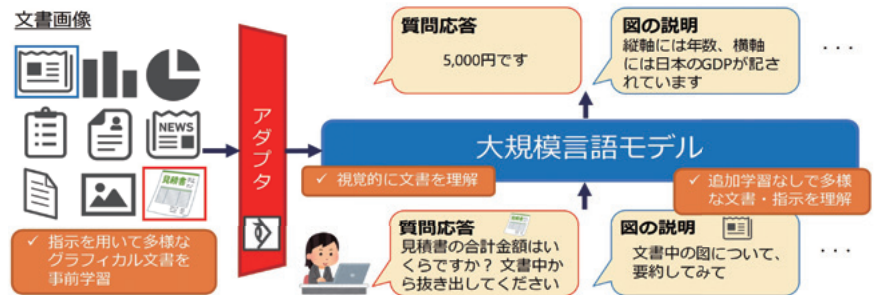 文書画像
NEWS
見積書
✓ 指示を用いて多様な
グラフィカル文書を
事前学習
アダプタ
質問応答
5,000円です
図の説明
縦軸には年数、横軸
には日本のGDPが記さ
れています
・・・
大規模言語モデル
✓ 視覚的に文書を理解
✓ 追加学習なしで多様
な文書・指示を理解
質問応答
見積書の合計金額はい
くらですか？ 文書中か
ら抜き出してください
図の説明
文書中の図について、
要約してみて
・・・